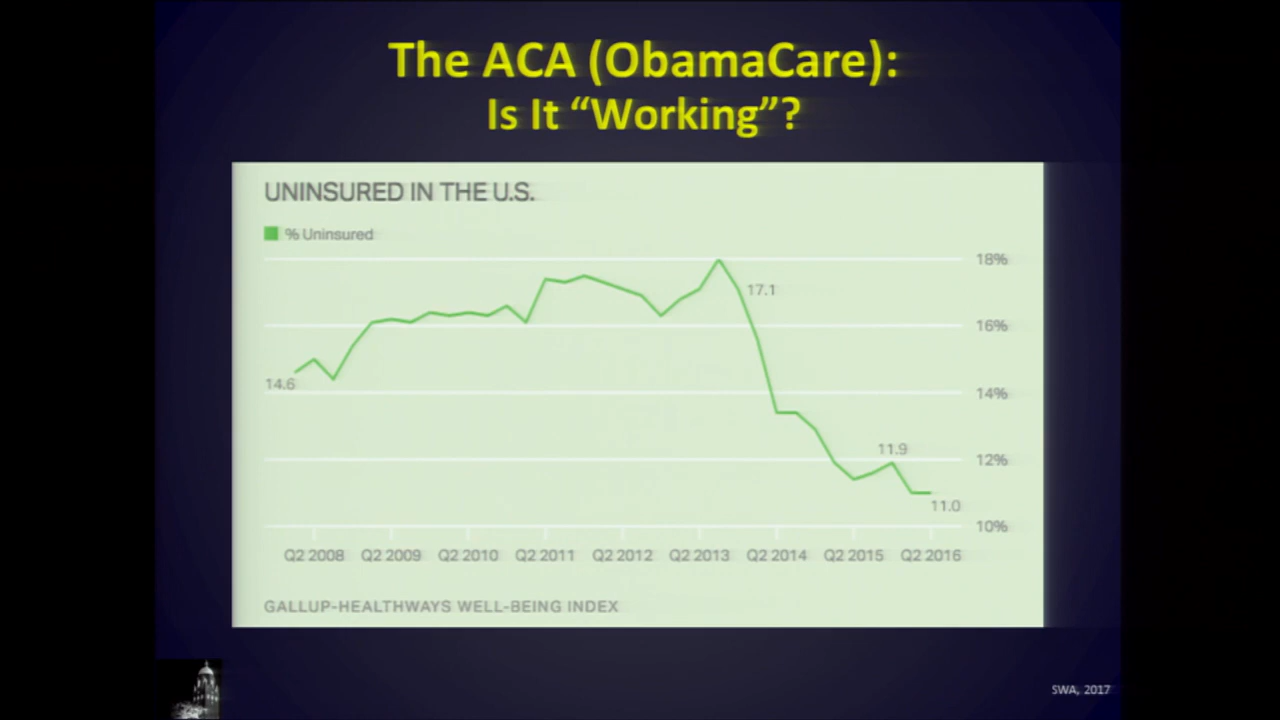 The ACA (ObamaCare):
Is It “Working”?
UNINSURED IN THE U.S.
% Uninsured
18%
17.1
16%
14.6
14%
11.9
12%
11.0
10%
Q2 2008 Q2 2009 Q2 2010 Q2 2011 Q2 2012 Q2 2013 Q2 2014 Q2 2015 Q2 2016
GALLUP-HEALTHWAYS WELL-BEING INDEX
SWA, 2017